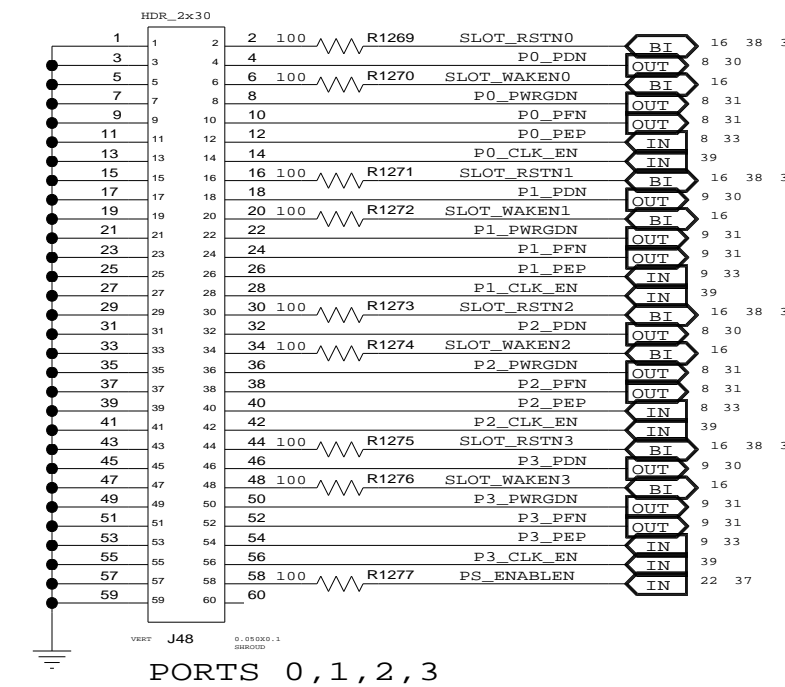 HDR_2x30
1 1 2 2 100 R1269 SLOT_RSTN0 BI 16 38 3
3 3 4 4 P0_PDN OUT 8 30
5 5 6 6 100 R1270 SLOT_WAKEN0 BI 16
7 7 8 8 P0_PWRGDN OUT 8 31
9 9 10 10 P0_PFN OUT 8 31
11 11 12 12 P0_PEP IN 8 33
13 13 14 14 P0_CLK_EN IN 39
15 15 16 16 100 R1271 SLOT_RSTN1 BI 16 38 3
17 17 18 18 P1_PDN OUT 9 30
19 19 20 20 100 R1272 SLOT_WAKEN1 BI 16
21 21 22 22 P1_PWRGDN OUT 9 31
23 23 24 24 P1_PFN OUT 9 31
25 25 26 26 P1_PEP IN 9 33
27 27 28 28 P1_CLK_EN IN 39
29 29 30 30 100 R1273 SLOT_RSTN2 BI 16 38 3
31 31 32 32 P2_PDN OUT 8 30
33 33 34 34 100 R1274 SLOT_WAKEN2 BI 16
35 35 36 36 P2_PWRGDN OUT 8 31
37 37 38 38 P2_PFN OUT 8 31
39 39 40 40 P2_PEP IN 8 33
41 41 42 42 P2_CLK_EN IN 39
43 43 44 44 100 R1275 SLOT_RSTN3 BI 16 38 3
45 45 46 46 P3_PDN OUT 9 30
47 47 48 48 100 R1276 SLOT_WAKEN3 BI 16
49 49 50 50 P3_PWRGDN OUT 9 31
51 51 52 52 P3_PFN OUT 9 31
53 53 54 54 P3_PEP IN 9 33
55 55 56 56 P3_CLK_EN IN 39
57 57 58 58 100 R1277 PS_ENABLEN IN 22 37
59 59 60 60
VERT J48 0.050X0.1
SHROUD
PORTS 0,1,2,3